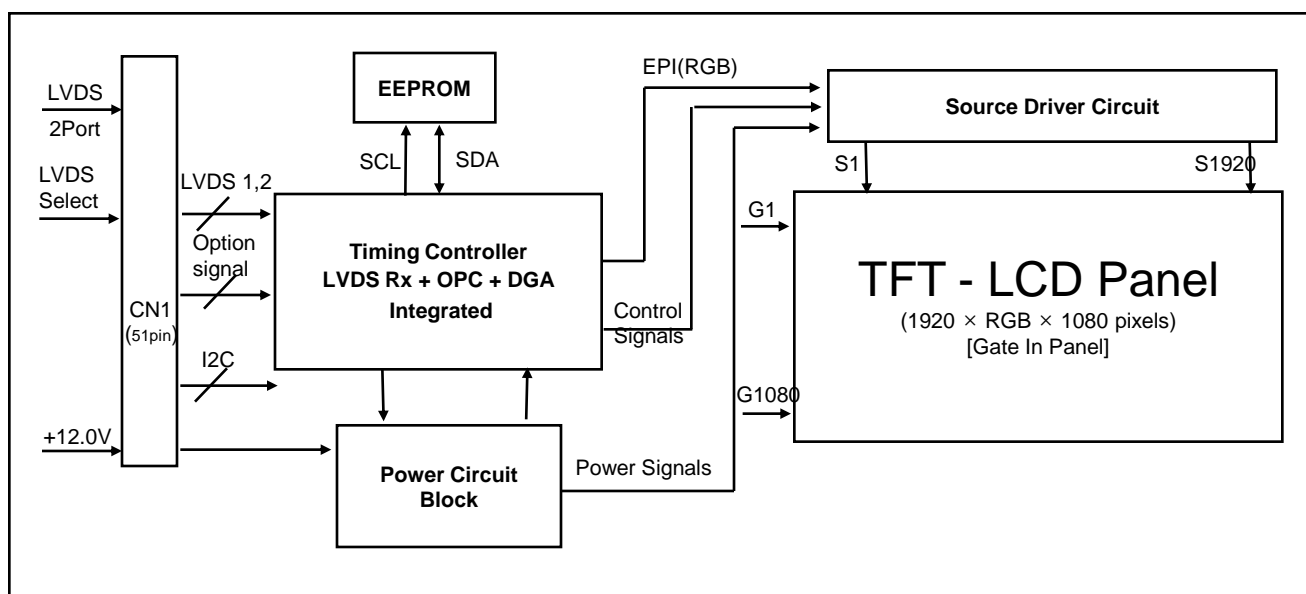 LVDS
2Port
LVDS
Select
+12.0V
CN1
(51pin)
LVDS 1,2
Option
signal
I2C
EEPROM
SCL
SDA
Timing Controller
LVDS Rx + OPC + DGA
Integrated
Power Circuit
Block
EPI(RGB)
Control
Signals
Power Signals
Source Driver Circuit
S1
S1920
G1
G1080
TFT - LCD Panel
(1920 × RGB × 1080 pixels)
[Gate In Panel]